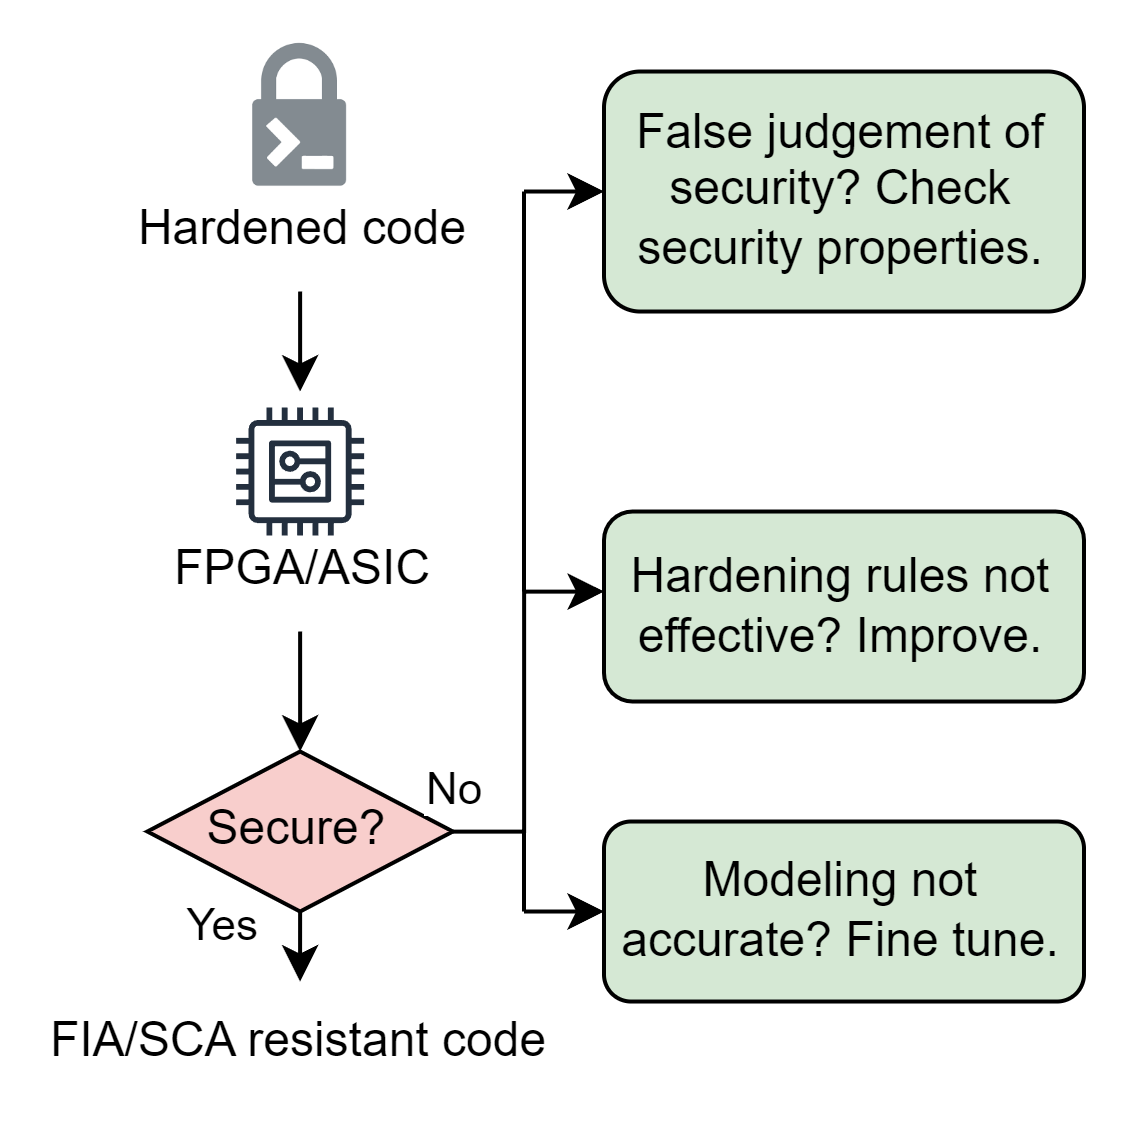 Hardened code
FPGA/ASIC
Secure?
No
Yes
FIA/SCA resistant code
False judgement of
security? Check
security properties.
Hardening rules not
effective? Improve.
Modeling not
accurate? Fine tune.